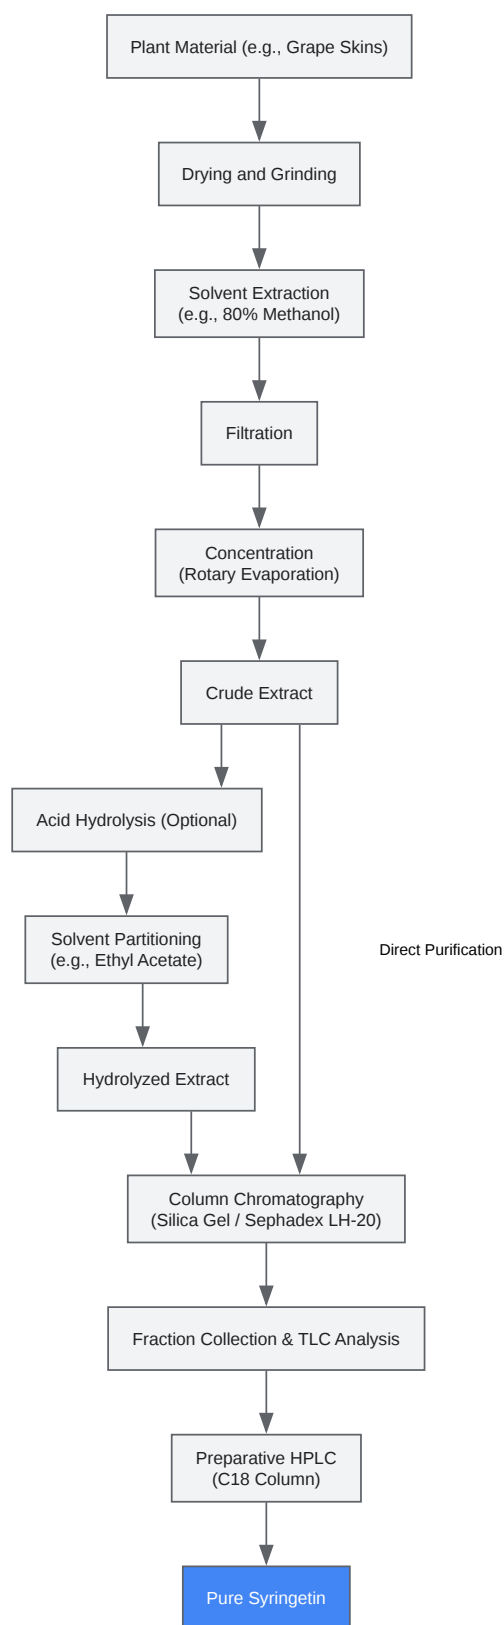 Plant Material (e.g., Grape Skins)
Drying and Grinding
Solvent Extraction
(e.g., 80% Methanol)
Filtration
Concentration
(Rotary Evaporation)
Crude Extract
Acid Hydrolysis (Optional)
Solvent Partitioning
(e.g., Ethyl Acetate)
Direct Purification
Hydrolyzed Extract
Column Chromatography
(Silica Gel / Sephadex LH-20)
Fraction Collection & TLC Analysis
Preparative HPLC
(C18 Column)
Pure Syringetin